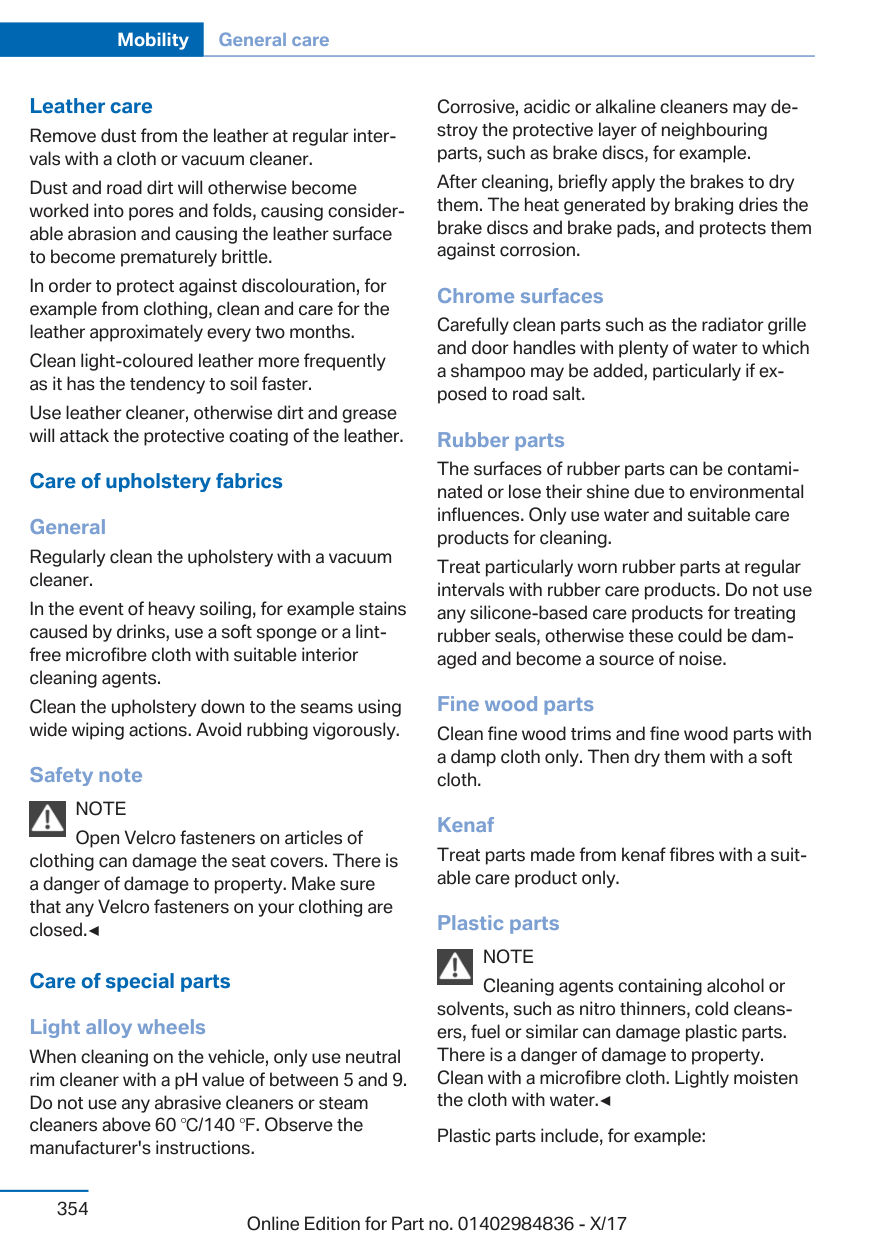 Mobility General care
Leather care
Remove dust from the leather at regular inter-
vals with a cloth or vacuum cleaner.
Dust and road dirt will otherwise become
worked into pores and folds, causing consider-
able abrasion and causing the leather surface
to become prematurely brittle.
In order to protect against discolouration, for
example from clothing, clean and care for the
leather approximately every two months.
Clean light-coloured leather more frequently
as it has the tendency to soil faster.
Use leather cleaner, otherwise dirt and grease
will attack the protective coating of the leather.
Care of upholstery fabrics
General
Regularly clean the upholstery with a vacuum
cleaner.
In the event of heavy soiling, for example stains
caused by drinks, use a soft sponge or a lint-
free microfibre cloth with suitable interior
cleaning agents.
Clean the upholstery down to the seams using
wide wiping actions. Avoid rubbing vigorously.
Safety note
NOTE
Open Velcro fasteners on articles of
clothing can damage the seat covers. There is
a danger of damage to property. Make sure
that any Velcro fasteners on your clothing are
closed.◄
Care of special parts
Light alloy wheels
When cleaning on the vehicle, only use neutral
rim cleaner with a pH value of between 5 and 9.
Do not use any abrasive cleaners or steam
cleaners above 60 ℃/140 ℉. Observe the
manufacturer's instructions.
Corrosive, acidic or alkaline cleaners may de-
stroy the protective layer of neighbouring
parts, such as brake discs, for example.
After cleaning, briefly apply the brakes to dry
them. The heat generated by braking dries the
brake discs and brake pads, and protects them
against corrosion.
Chrome surfaces
Carefully clean parts such as the radiator grille
and door handles with plenty of water to which
a shampoo may be added, particularly if ex-
posed to road salt.
Rubber parts
The surfaces of rubber parts can be contami-
nated or lose their shine due to environmental
influences. Only use water and suitable care
products for cleaning.
Treat particularly worn rubber parts at regular
intervals with rubber care products. Do not use
any silicone-based care products for treating
rubber seals, otherwise these could be dam-
aged and become a source of noise.
Fine wood parts
Clean fine wood trims and fine wood parts with
a damp cloth only. Then dry them with a soft
cloth.
Kenaf
Treat parts made from kenaf fibres with a suit-
able care product only.
Plastic parts
NOTE
Cleaning agents containing alcohol or
solvents, such as nitro thinners, cold cleans-
ers, fuel or similar can damage plastic parts.
There is a danger of damage to property.
Clean with a microfibre cloth. Lightly moisten
the cloth with water.◄
Plastic parts include, for example:
354
Online Edition for Part no. 01402984836 - X/17